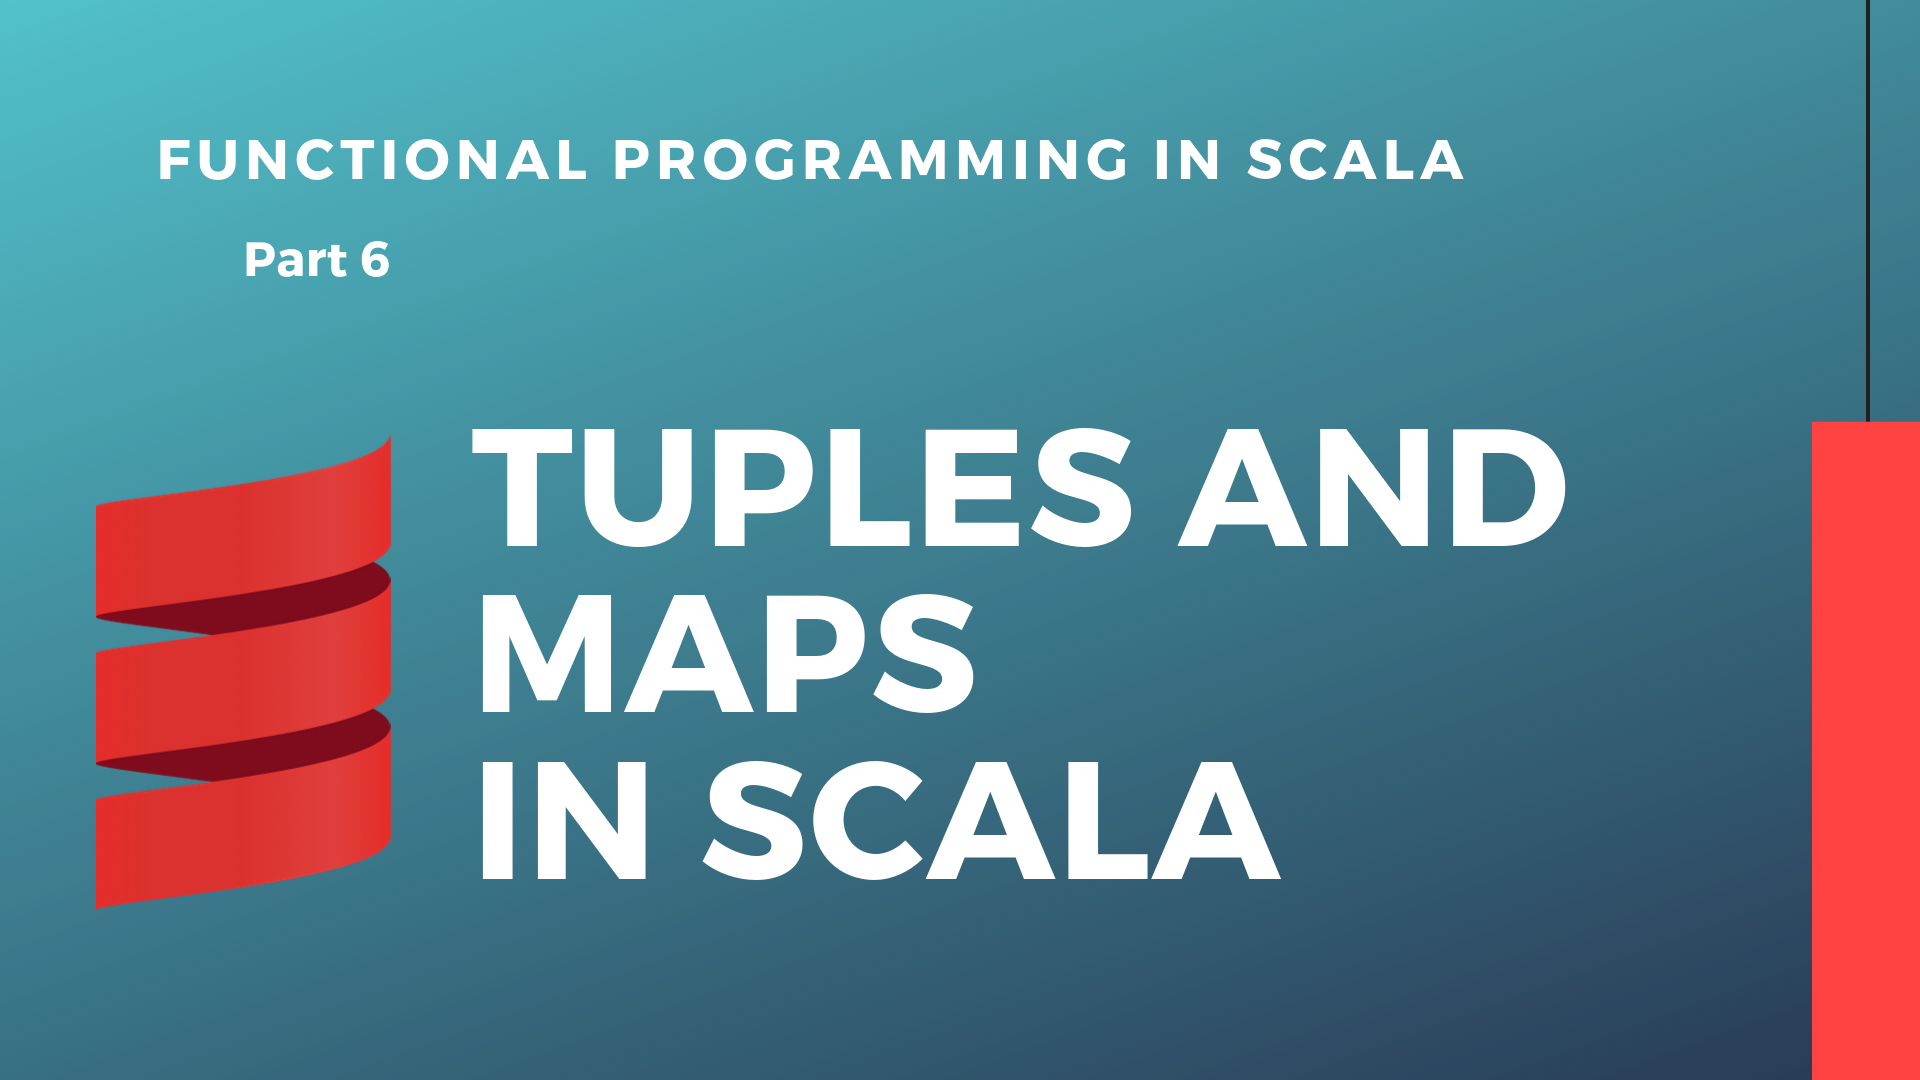 FUNCTIONAL PROGRAMMING IN SCALA
Part 6
TUPLES AND
MAPS
IN SCALA